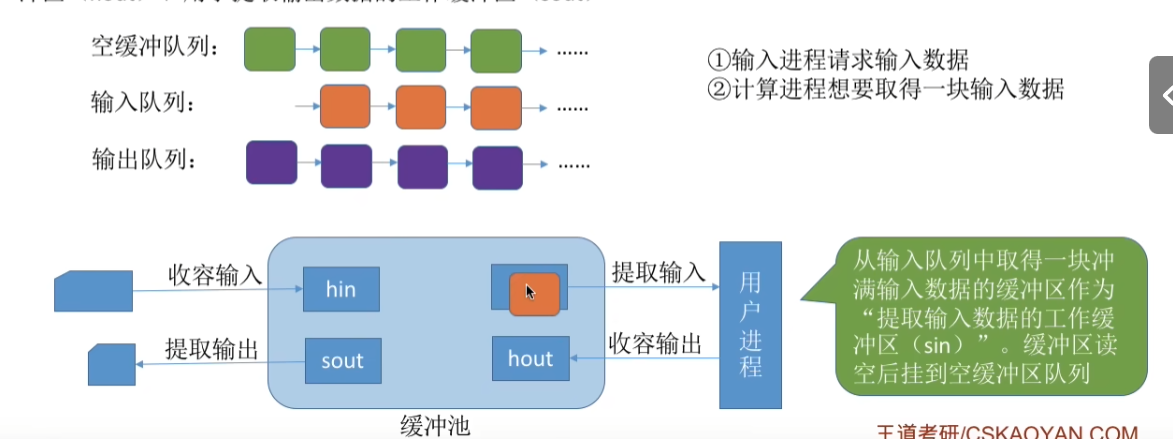 空缓冲队列：
......
①输入进程请求输入数据
②计算进程想要取得一块输入数据
输入队列：
......
输出队列：
......
收容输入
hin
提取输入
用户进程
提取输出
sout
hout
收容输出
缓冲池
从输入队列中取得一块冲
满输入数据的缓冲区作为
“提取输入数据的工作缓
冲区（sin）”。缓冲区读
空后挂到空缓冲区队列
王道考研/CSKAOYAN.COM